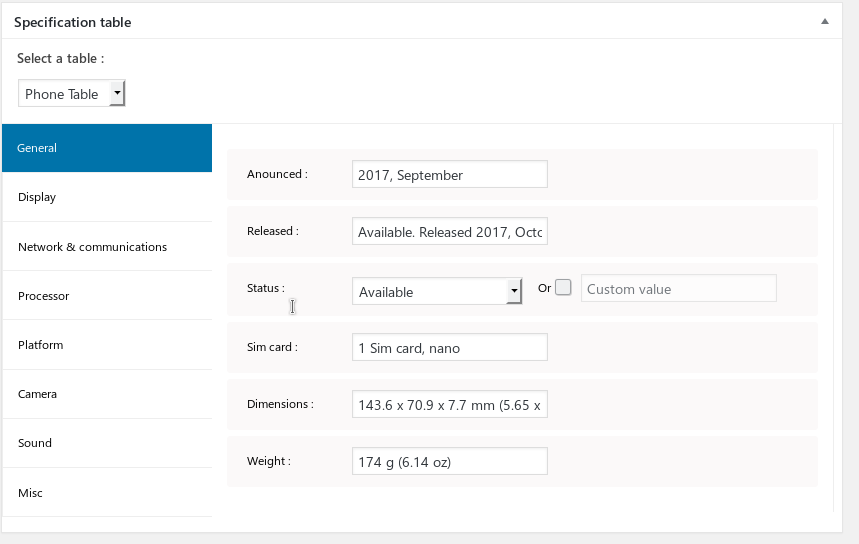 Specification table
Select a table :
Phone Table
General
Display
Network & communications
Processor
Platform
Camera
Sound
Misc
Anounced : 2017, September
Released : Available. Released 2017, Octo
Status : Available Or Custom value
Sim card : 1 Sim card, nano
Dimensions : 143.6 x 70.9 x 7.7 mm (5.65 x
Weight : 174 g (6.14 oz)